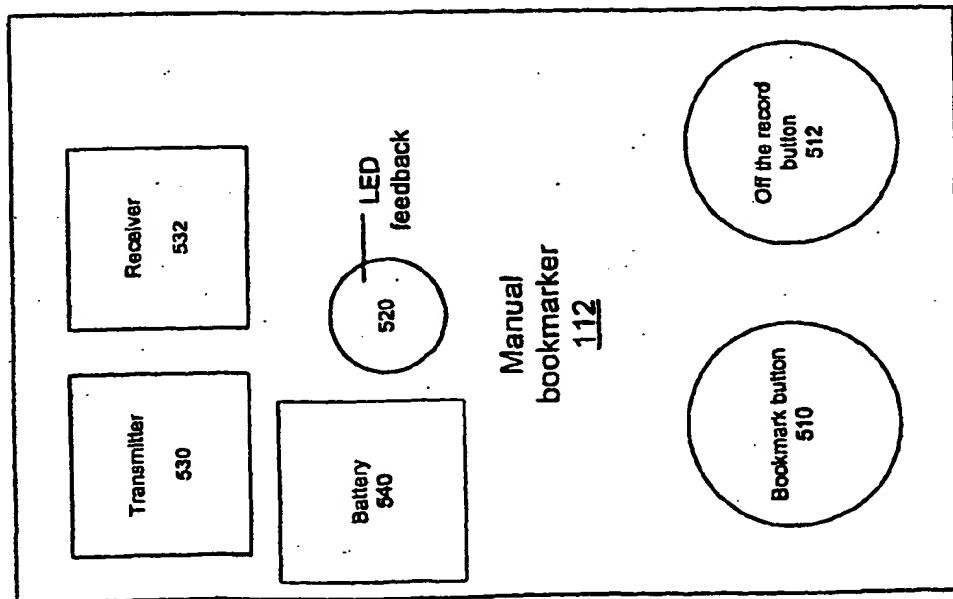 Transmitter
530
Receiver
532
Battery
540
520
LED
feedback
Manual
bookmarker
112
Bookmark button
510
Off the record
button
512